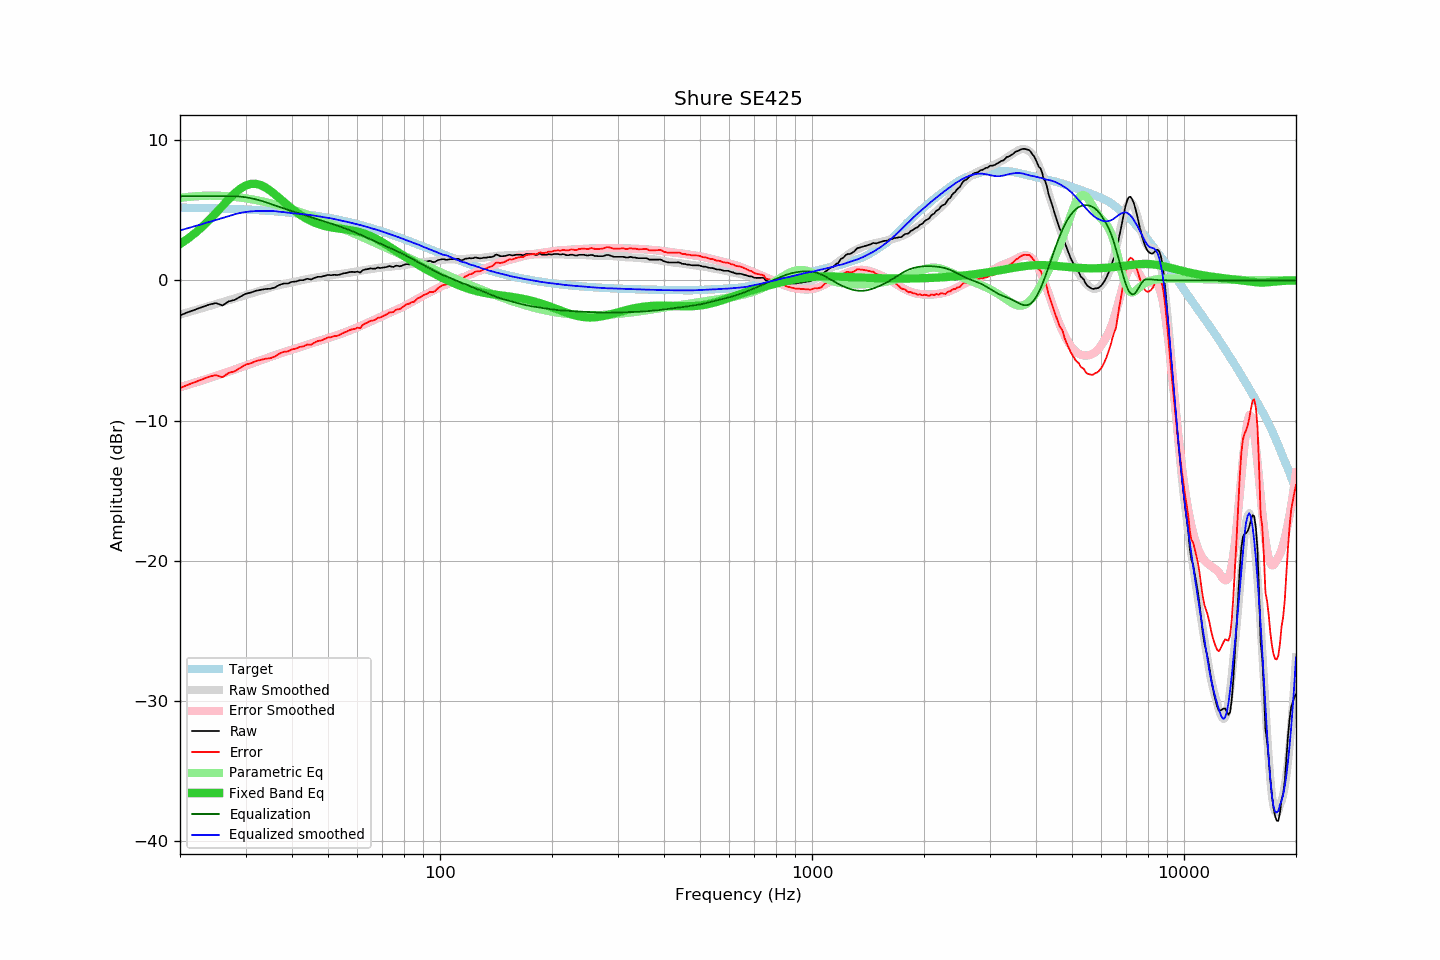 Shure SE425
10
0
−10
−20
−30
−40
Amplitude (dBr)
100
1000
10000
Frequency (Hz)
Target
Raw Smoothed
Error Smoothed
Raw
Error
Parametric Eq
Fixed Band Eq
Equalization
Equalized smoothed